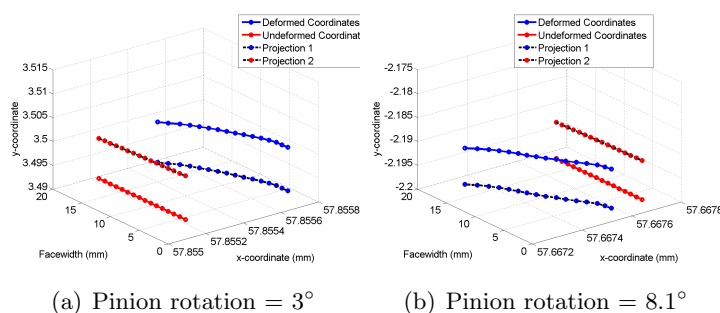 Deformed Coordinates
Undeformed Coordinat
Projection 1
Projection 2
3.515
3.51
3.505
3.5
3.495
3.49
y-coordinate
20
15
10
5
0
Facewidth (mm)
57.855
57.8552
57.8554
57.8556
57.8558
x-coordinate (mm)
(a) Pinion rotation = 3°
Deformed Coordinates
Undeformed Coordinates
Projection 1
Projection 2
-2.175
-2.18
-2.185
-2.19
-2.195
-2.2
y-coordinate
20
15
10
5
0
Facewidth (mm)
57.6672
57.6674
57.6676
57.6678
x-coordinate (mm)
(b) Pinion rotation = 8.1°